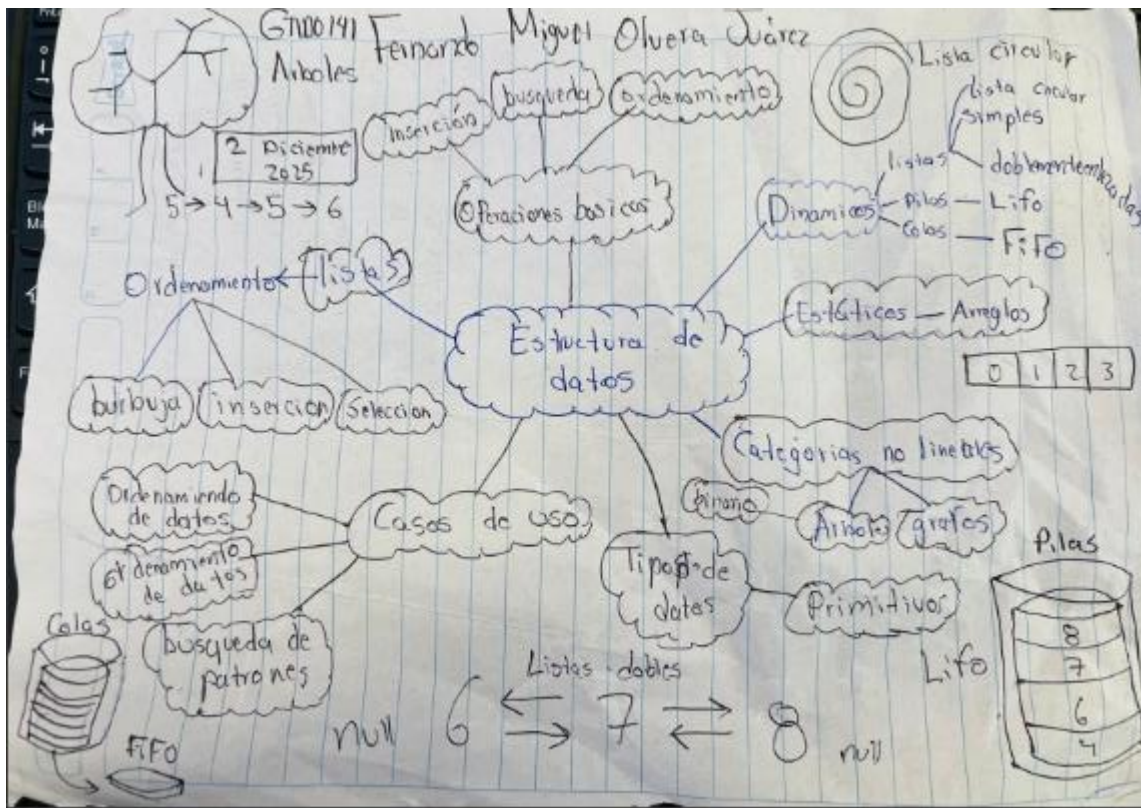 GNDO141 Fernando Miguel Olvera Juárez
Arboles
2 Diciembre
2025
5 → 4 → 5 → 6
Inserción
busqueda
ordenamiento
Operaciones basicas
Lista circular
Lista circular
simples
doblemente enlazadas
listas
Pilas — Lifo
Colas — FiFo
Dinamicas
Ordenamiento ← listas
burbuja
insercion
Seleccion
Estructura de
datos
Estáticos — Arreglos
0 1 2 3
Categorias no lineales
binario
Arboles
grafos
Casos de uso
Ordenamiendo
de datos
ordenamiento
de datos
busqueda de
patrones
Tipos de
datos
Primitivos
Colas
FiFo
Listas dobles
null 6 ⇄ 7 ⇄ 8 null
Pilas
Lifo
8
7
6
4